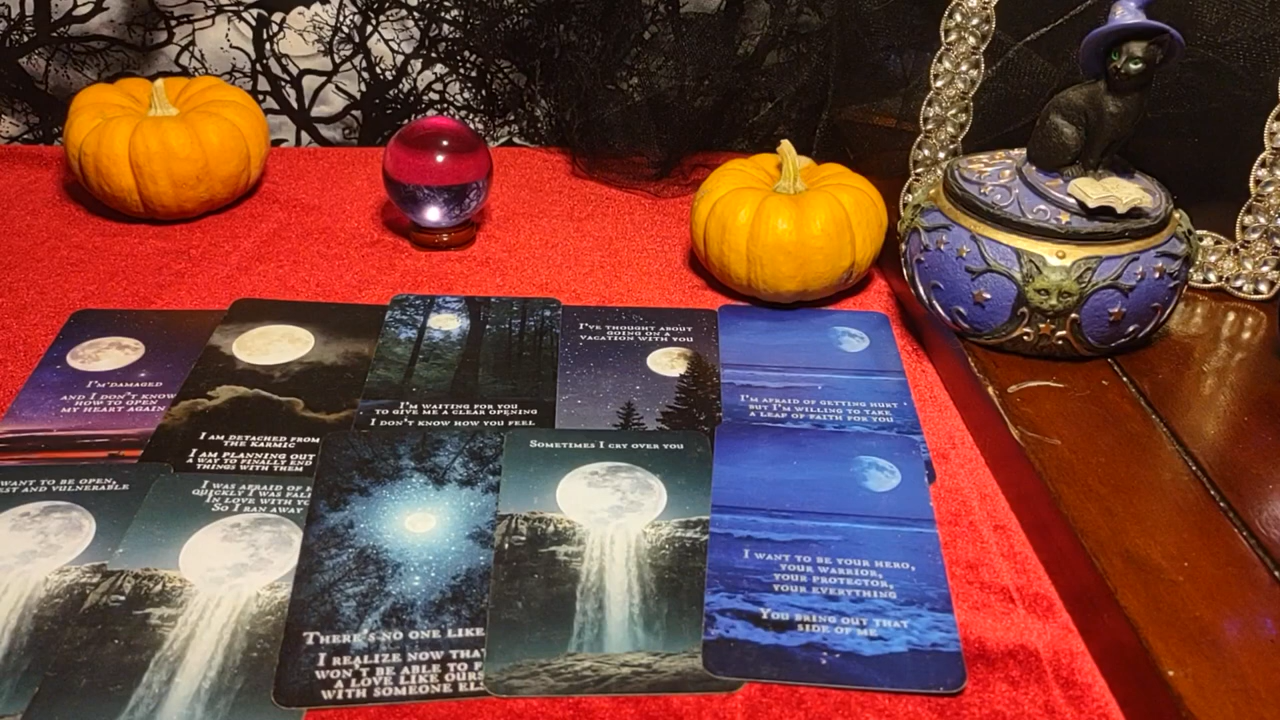 I'm damaged
and I don't know
how to open
my heart again
I am detached from
the karmic
I am planning out
a way to finally end
things with them
I'm waiting for you
to give me a clear opening
I don't know how you feel
I've thought about
going on a
vacation with you
I'm afraid of getting hurt
but I'm willing to take
a leap of faith for you
want to be open,
est and vulnerable
I was afraid of
quickly I was fal
in love with yo
So I ran away
There's no one like
I realize now tha
won't be able to f
a love like ours
with someone els
Sometimes I cry over you
I want to be your hero,
your warrior,
your protector,
your everything
You bring out that
side of me